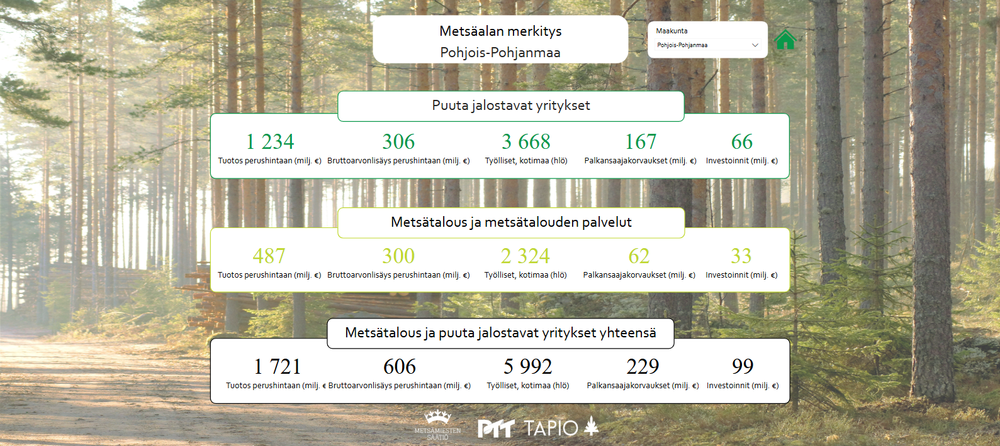 Metsäalan merkitys
Pohjois-Pohjanmaa
Maakunta
Pohjois-Pohjanmaa
Puuta jalostavat yritykset
1 234 306 3 668 167 66
Tuotos perushintaan (milj. €) Bruttoarvonlisäys perushintaan (milj. €) Työlliset, kotimaa (hlö) Palkansaajakorvaukset (milj. €) Investoinnit (milj. €)
Metsätalous ja metsätalouden palvelut
487 300 2 324 62 33
Tuotos perushintaan (milj. €) Bruttoarvonlisäys perushintaan (milj. €) Työlliset, kotimaa (hlö) Palkansaajakorvaukset (milj. €) Investoinnit (milj. €)
Metsätalous ja puuta jalostavat yritykset yhteensä
1 721 606 5 992 229 99
Tuotos perushintaan (milj. € Bruttoarvonlisäys perushintaan (milj. €) Työlliset, kotimaa (hlö) Palkansaajakorvaukset (milj. €) Investoinnit (milj. €)
METSÄMIESTEN
SÄÄTIÖ
PTT TAPIO